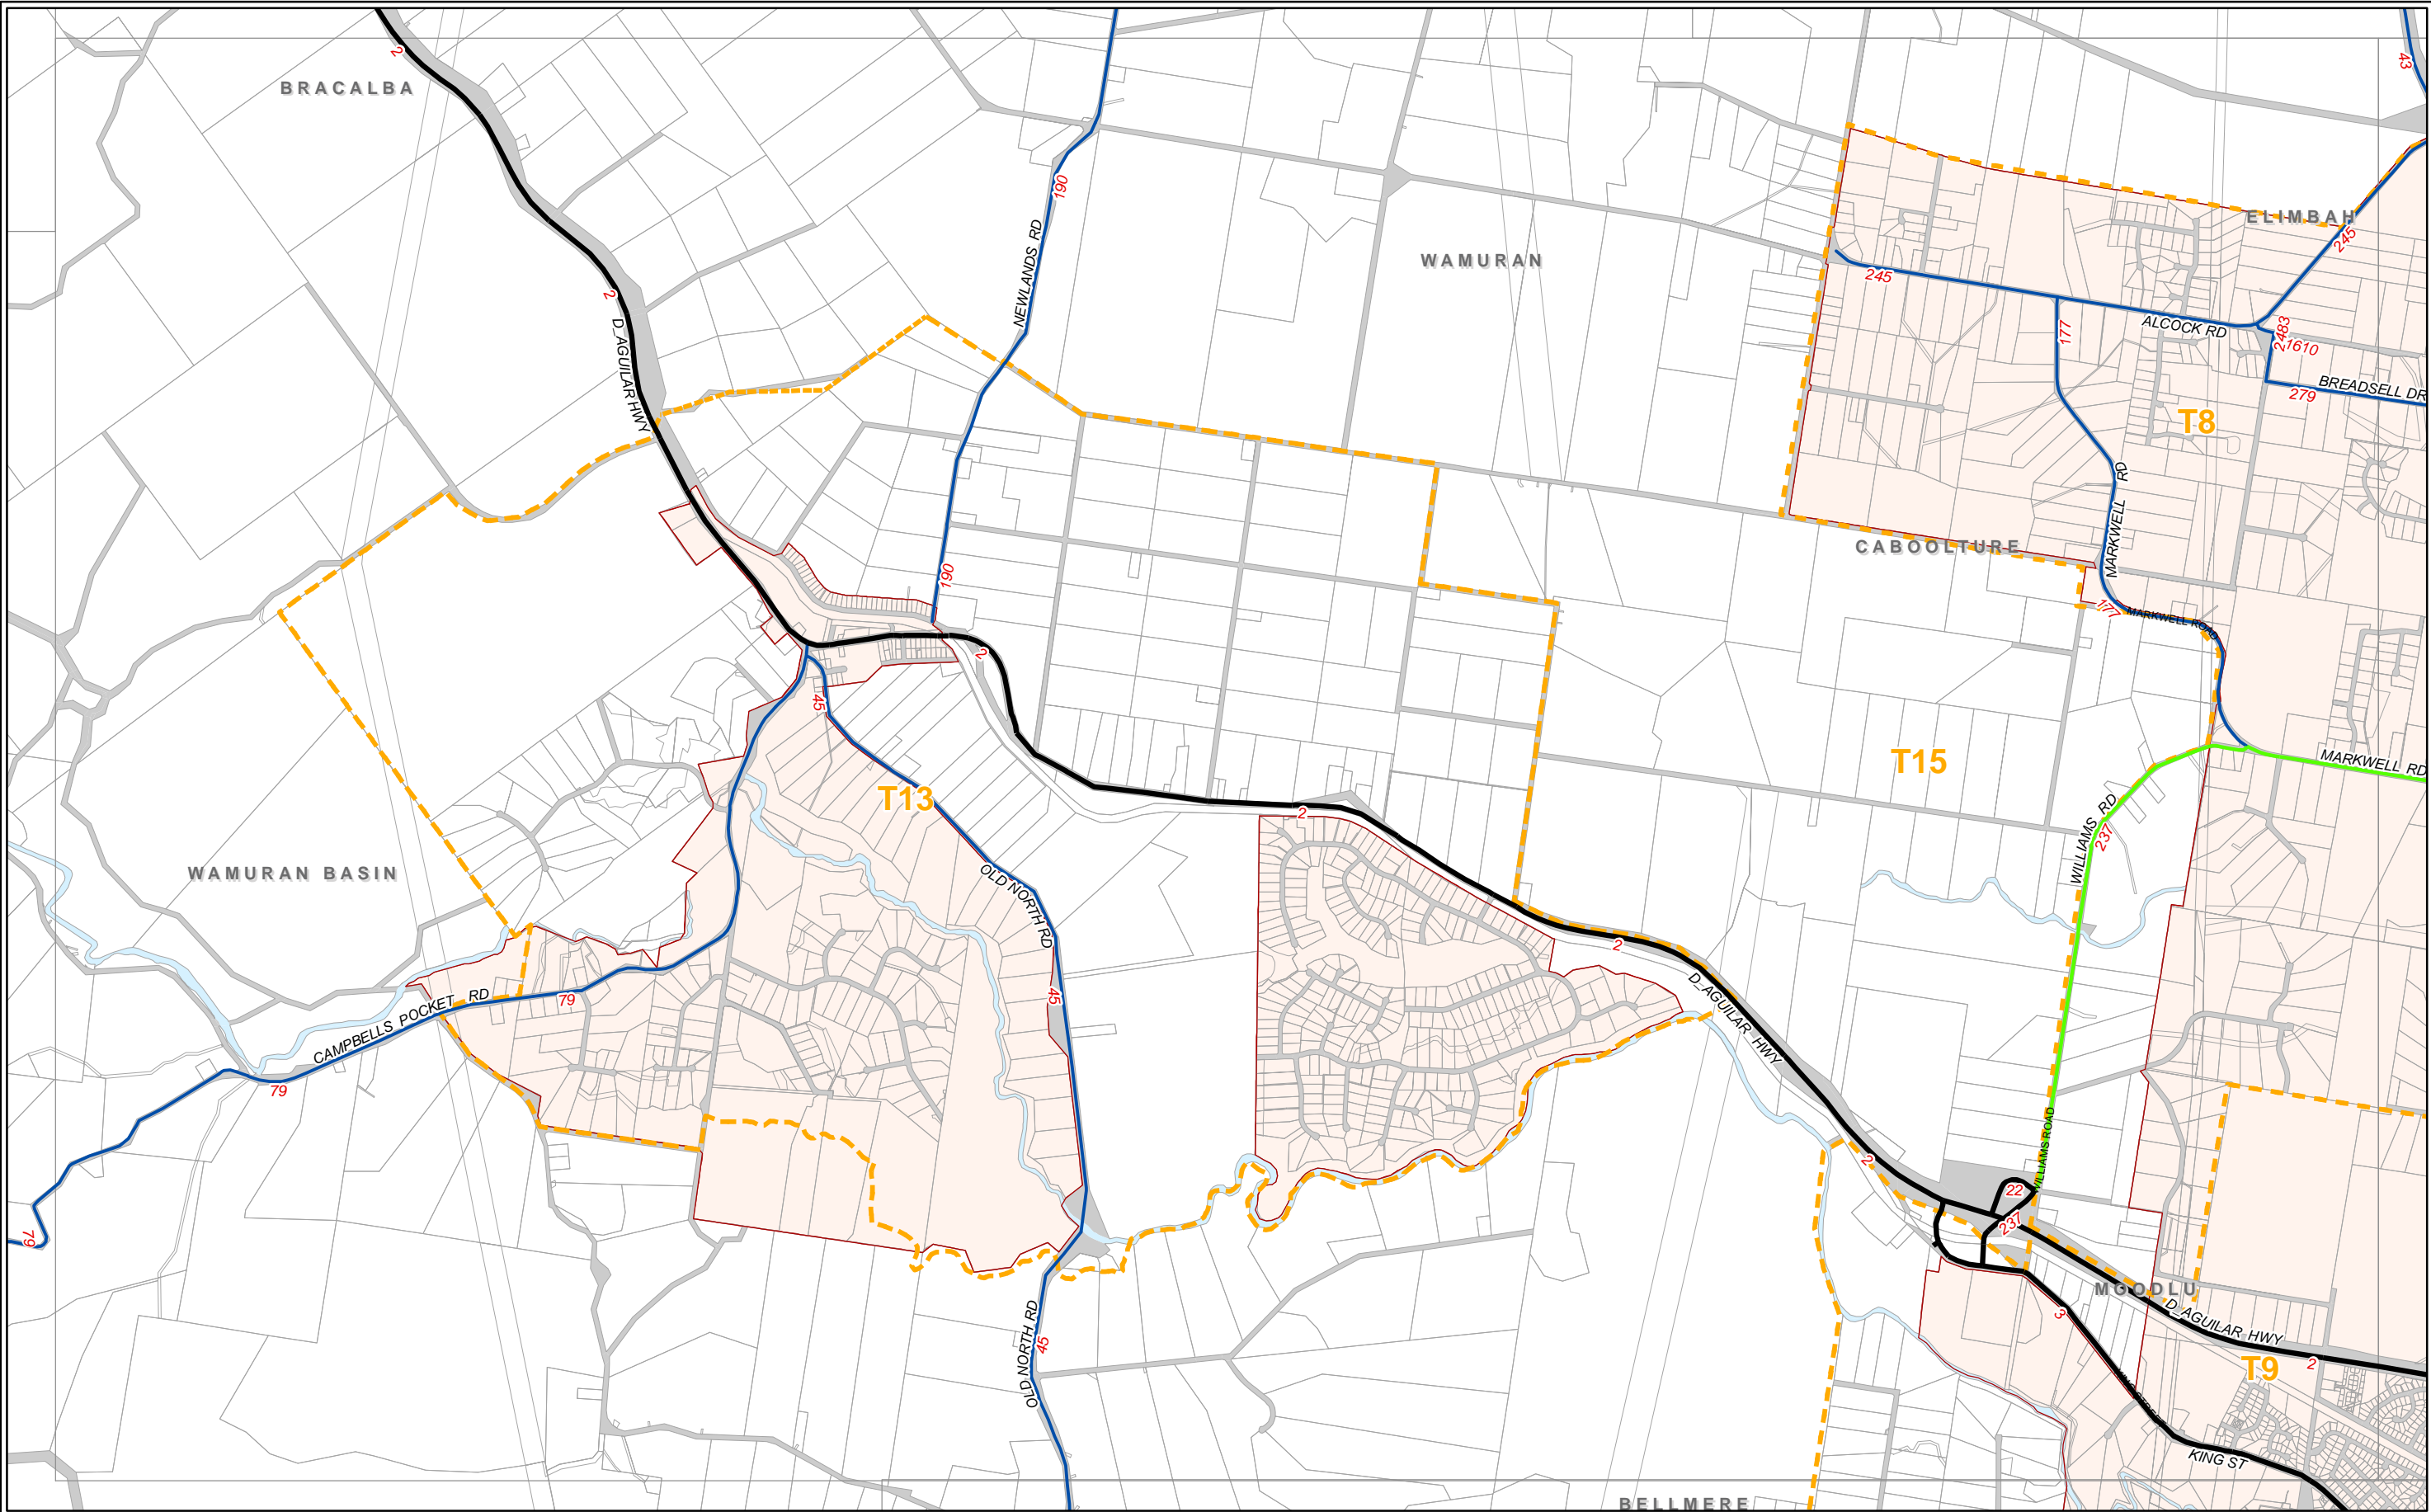 2
43
BRACALBA
190
ELIMBAH
245
NEWLANDS RD
WAMURAN
245
2
177
ALCOCK RD
2483
1610
D_AGUILAR HWY
BREADSELL DR
279
T8
MARKWELL RD
CABOOLTURE
190
177
MARKWELL ROAD
2
45
T15
MARKWELL RD
T13
2
WILLIAMS RD
237
WAMURAN BASIN
OLD NORTH RD
2
CAMPBELLS POCKET RD
79
45
D_AGUILAR HWY
79
WILLIAMS ROAD
2
22
237
79
MOODLU
3
D_AGUILAR HWY
OLD NORTH RD
45
2
T9
KING STREET
KING ST
BELLMERE